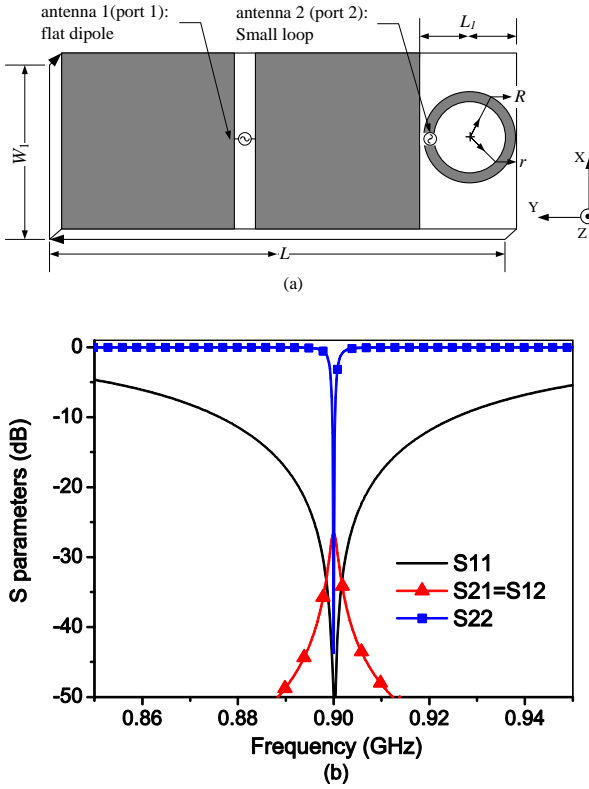 antenna 1(port 1):
flat dipole
antenna 2 (port 2):
Small loop
L1
R
r
W1
X
Y
Z
L
(a)
0
-10
-20
-30
-40
-50
S parameters (dB)
S11
S21=S12
S22
0.86 0.88 0.90 0.92 0.94
Frequency (GHz)
(b)